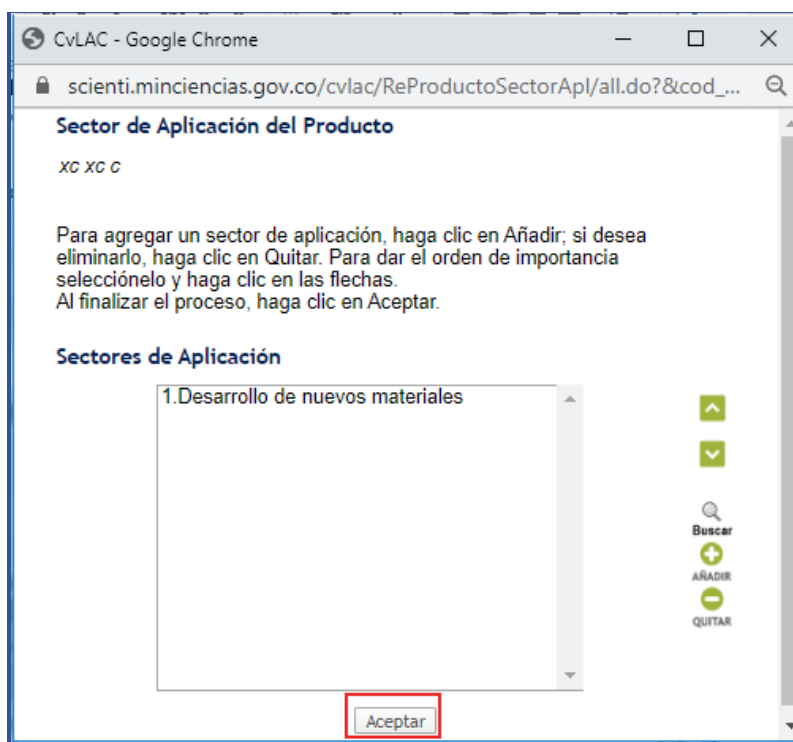 CvLAC - Google Chrome
scienti.minciencias.gov.co/cvlac/ReProductoSectorApl/all.do?&cod_...
Sector de Aplicación del Producto
xc xc c
Para agregar un sector de aplicación, haga clic en Añadir; si desea
eliminarlo, haga clic en Quitar. Para dar el orden de importancia
selecciónelo y haga clic en las flechas.
Al finalizar el proceso, haga clic en Aceptar.
Sectores de Aplicación
1.Desarrollo de nuevos materiales
Buscar
AÑADIR
QUITAR
Aceptar